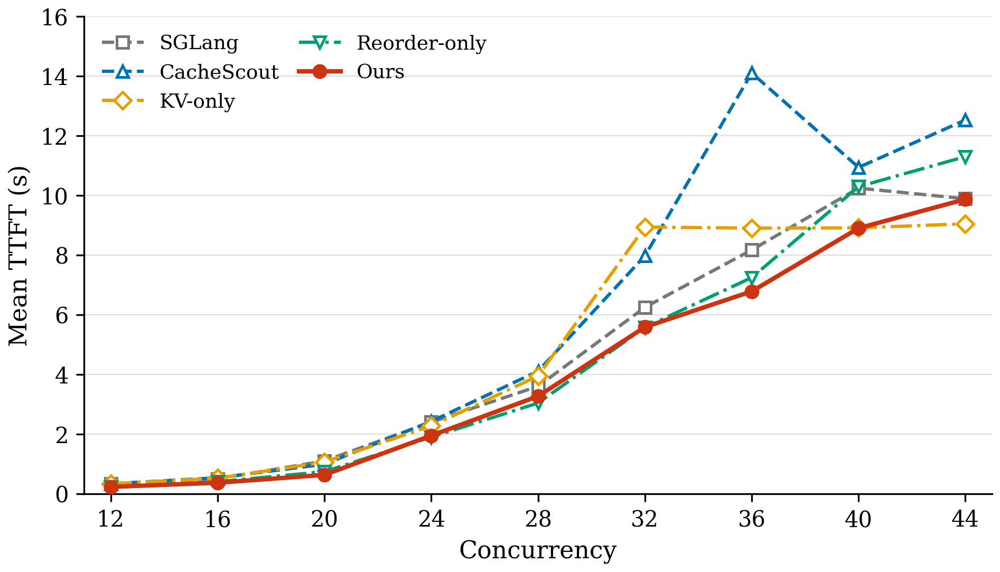 16
14
12
10
8
6
4
2
0
Mean TTFT (s)
SGLang
CacheScout
KV-only
Reorder-only
Ours
12 16 20 24 28 32 36 40 44
Concurrency